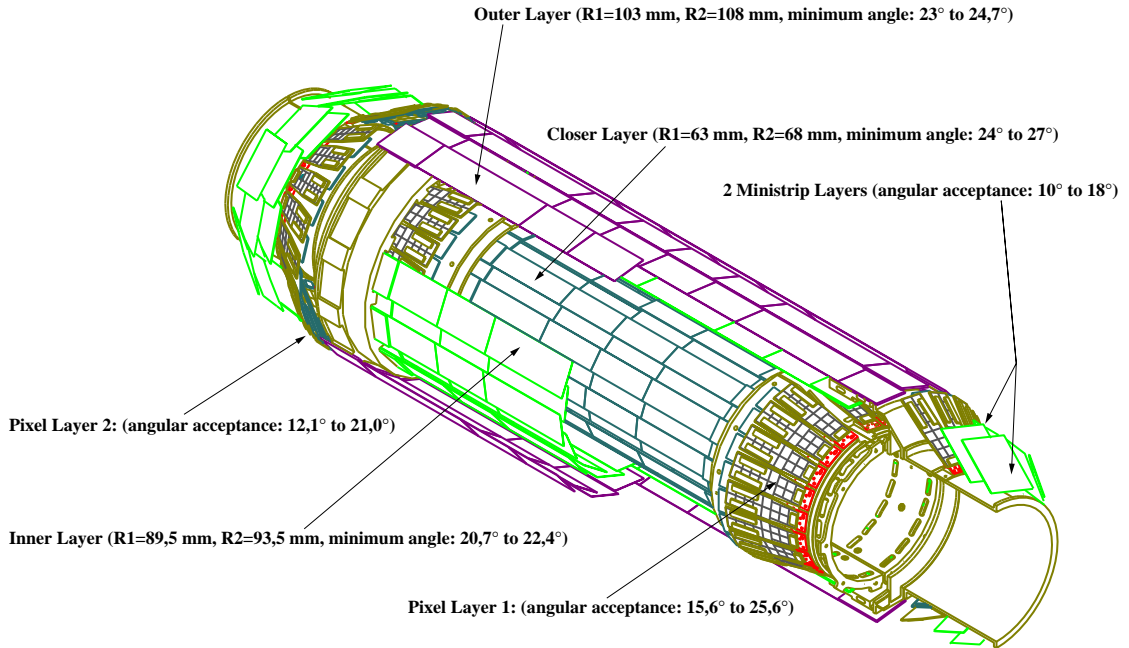 Outer Layer (R1=103 mm, R2=108 mm, minimum angle: 23° to 24,7°)
Closer Layer (R1=63 mm, R2=68 mm, minimum angle: 24° to 27°)
2 Ministrip Layers (angular acceptance: 10° to 18°)
Pixel Layer 2: (angular acceptance: 12,1° to 21,0°)
Inner Layer (R1=89,5 mm, R2=93,5 mm, minimum angle: 20,7° to 22,4°)
Pixel Layer 1: (angular acceptance: 15,6° to 25,6°)